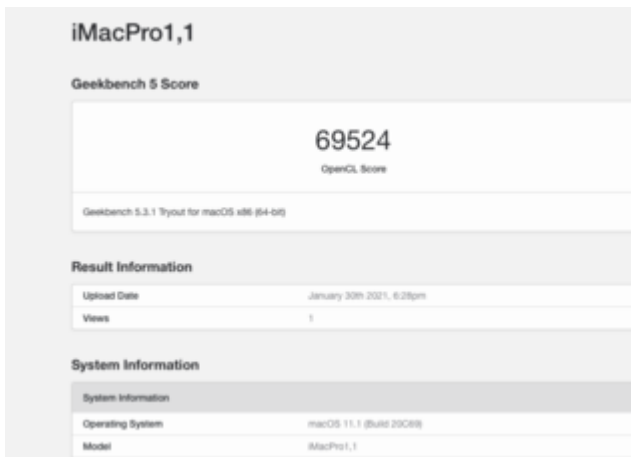 iMacPro1,1
Geekbench 5 Score
69524
OpenCL Score
Geekbench 5.3.1 Tryout for macOS x86 (64-bit)
Result Information
Upload Date January 30th 2021, 6:28pm
Views 1
System Information
System Information
Operating System macOS 11.1 (Build 20C69)
Model iMacPro1,1